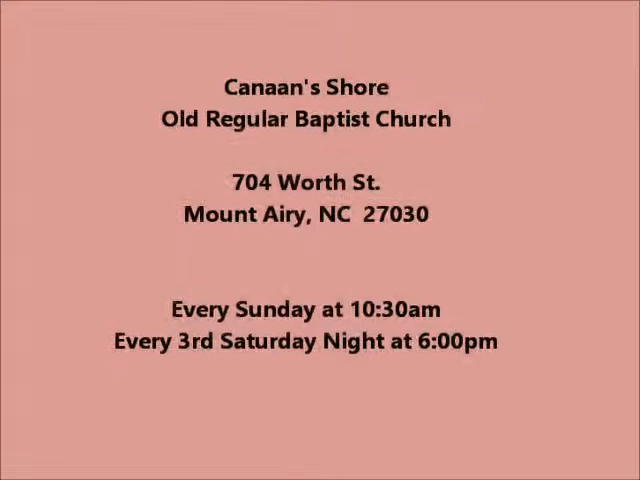 Canaan's Shore
Old Regular Baptist Church
704 Worth St.
Mount Airy, NC  27030
Every Sunday at 10:30am
Every 3rd Saturday Night at 6:00pm